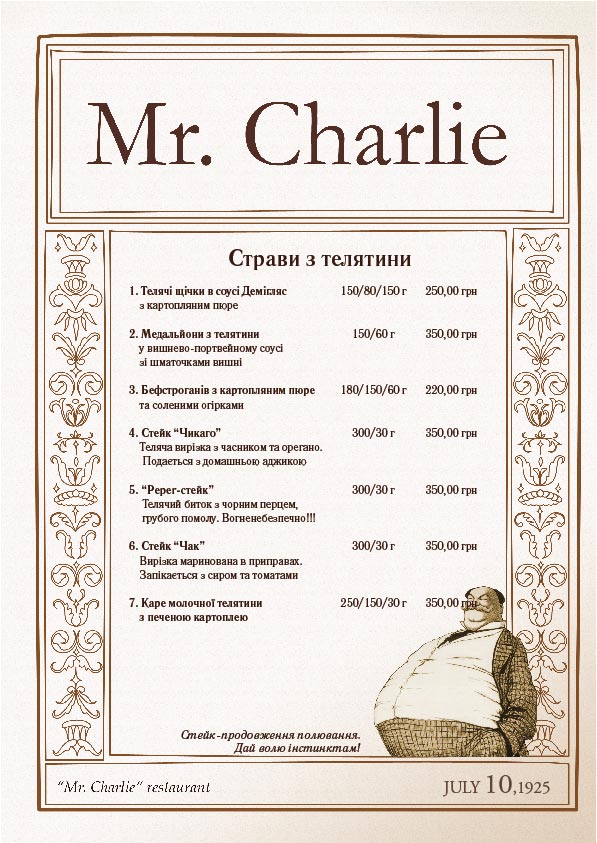 Mr. Charlie
Страви з телятини
1. Телячі щічки в соусі Деміґляс 150/80/150 г 250,00 грн
з картопляним пюре
2. Медальйони з телятини 150/60 г 350,00 грн
у вишнево-портвейному соусі
зі шматочками вишні
3. Бефстроганів з картопляним пюре 180/150/60 г 220,00 грн
та соленими огірками
4. Стейк “Чикаго” 300/30 г 350,00 грн
Теляча вирізка з часником та орегано.
Подається з домашньою аджикою
5. “Pepper-стейк” 300/30 г 350,00 грн
Телячий биток з чорним перцем,
грубого помолу. Вогненебезпечно!!!
6. Стейк “Чак” 300/30 г 350,00 грн
Вирізка маринована в приправах.
Запікається з сиром та томатами
7. Каре молочної телятини 250/150/30 г 350,00 грн
з печеною картоплею
Стейк-продовження полювання.
Дай волю інстинктам!
“Mr. Charlie” restaurant JULY 10,1925